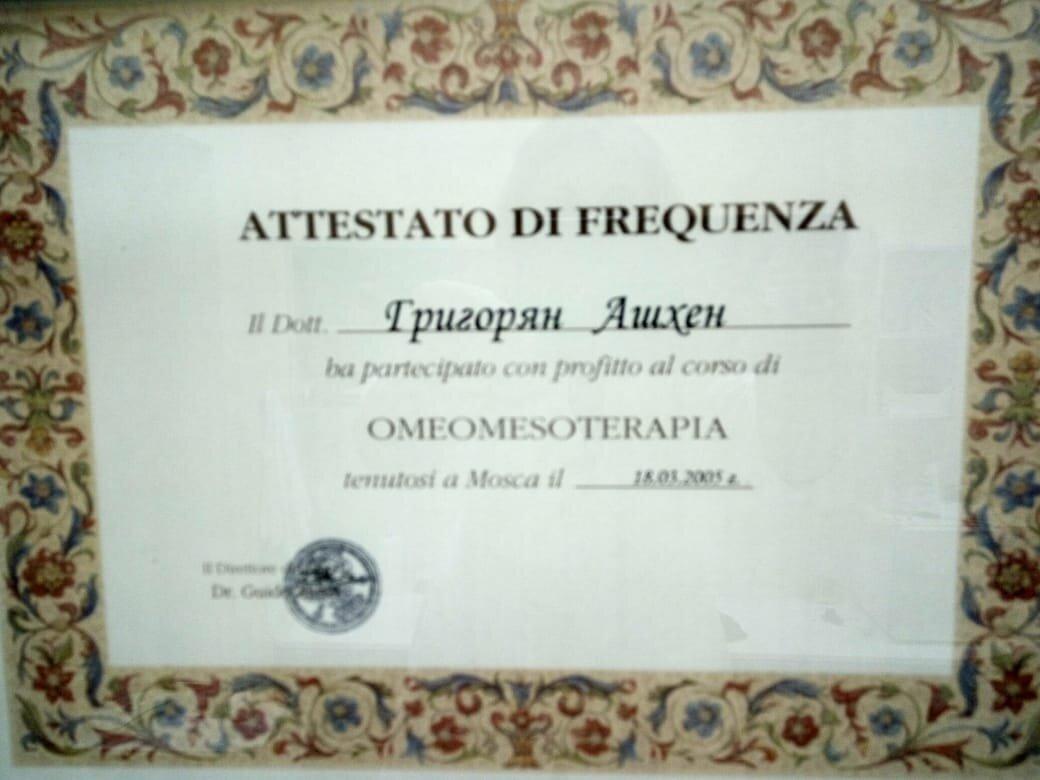 ATTESTATO DI FREQUENZA
Il Dott. Григорян Ашхен
ha partecipato con profitto al corso di
OMEOMESOTERAPIA
tenutosi a Mosca il 18.03.2005 г.
Il Direttore
Dr. Guido